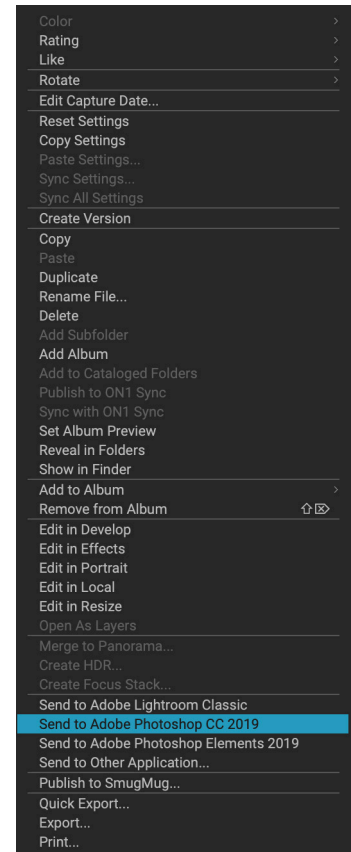 Color >
Rating >
Like >
Rotate >
Edit Capture Date...
Reset Settings
Copy Settings
Paste Settings...
Sync Settings...
Sync All Settings
Create Version
Copy
Paste
Duplicate
Rename File...
Delete
Add Subfolder
Add Album
Add to Cataloged Folders
Publish to ON1 Sync
Sync with ON1 Sync
Set Album Preview
Reveal in Folders
Show in Finder
Add to Album >
Remove from Album ⇧⌦
Edit in Develop
Edit in Effects
Edit in Portrait
Edit in Local
Edit in Resize
Open As Layers
Merge to Panorama...
Create HDR...
Create Focus Stack...
Send to Adobe Lightroom Classic
Send to Adobe Photoshop CC 2019
Send to Adobe Photoshop Elements 2019
Send to Other Application...
Publish to SmugMug...
Quick Export...
Export...
Print...